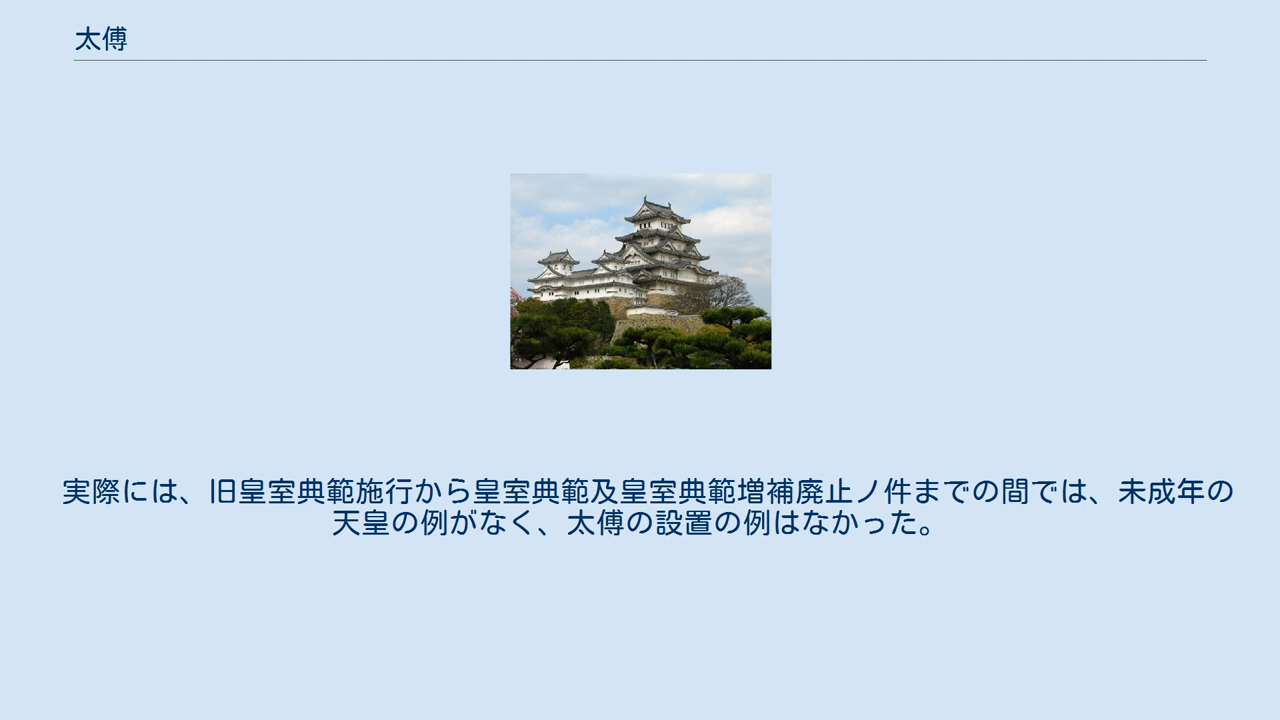 太傅
実際には、旧皇室典範施行から皇室典範及皇室典範増補廃止ノ件までの間では、未成年の
天皇の例がなく、太傅の設置の例はなかった。